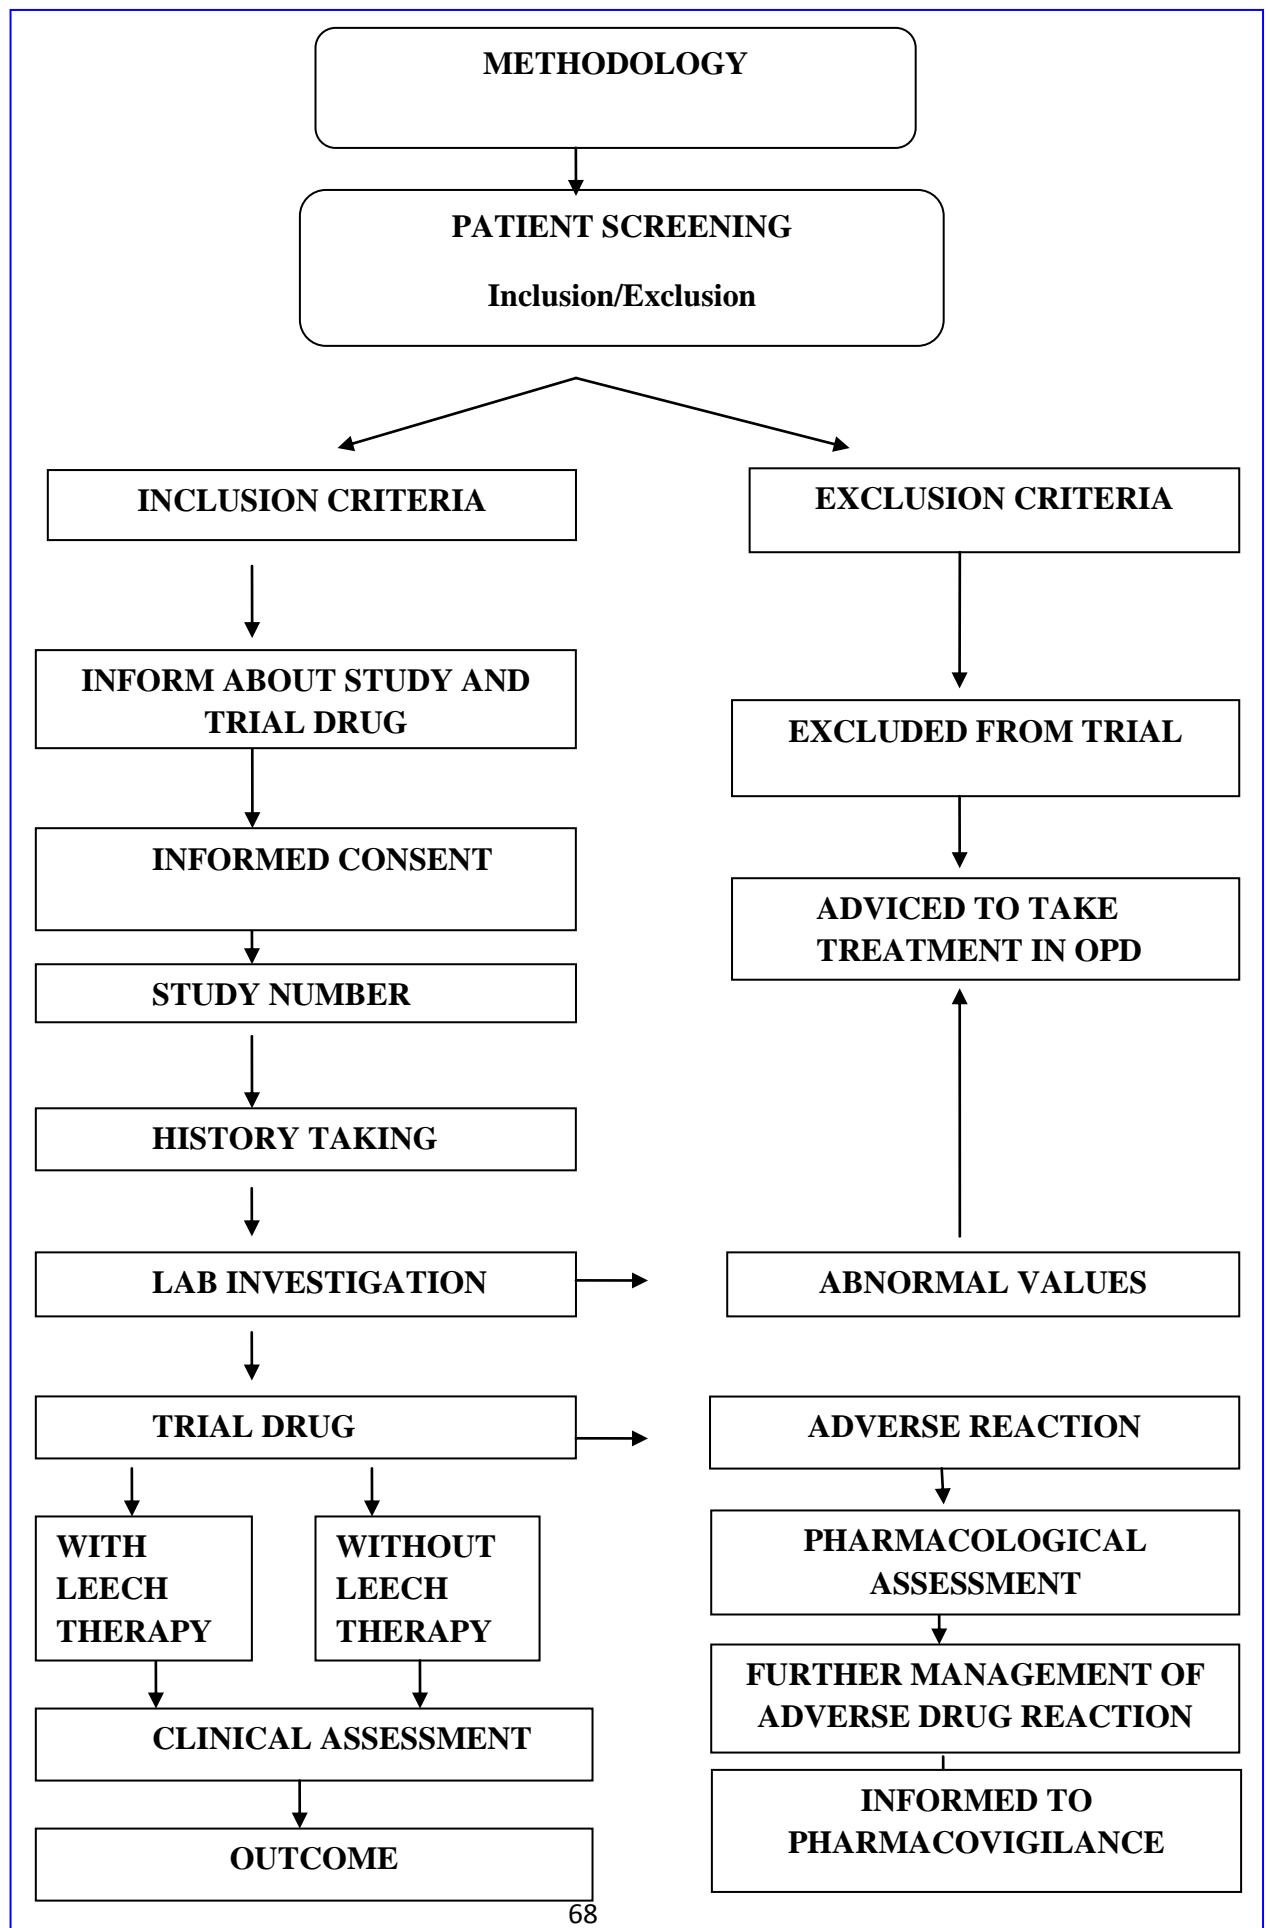 METHODOLOGY
PATIENT SCREENING
Inclusion/Exclusion
INCLUSION CRITERIA
EXCLUSION CRITERIA
INFORM ABOUT STUDY AND
TRIAL DRUG
EXCLUDED FROM TRIAL
INFORMED CONSENT
ADVICED TO TAKE
TREATMENT IN OPD
STUDY NUMBER
HISTORY TAKING
LAB INVESTIGATION
ABNORMAL VALUES
TRIAL DRUG
ADVERSE REACTION
WITH
LEECH
THERAPY
WITHOUT
LEECH
THERAPY
PHARMACOLOGICAL
ASSESSMENT
FURTHER MANAGEMENT OF
ADVERSE DRUG REACTION
CLINICAL ASSESSMENT
INFORMED TO
PHARMACOVIGILANCE
OUTCOME
68